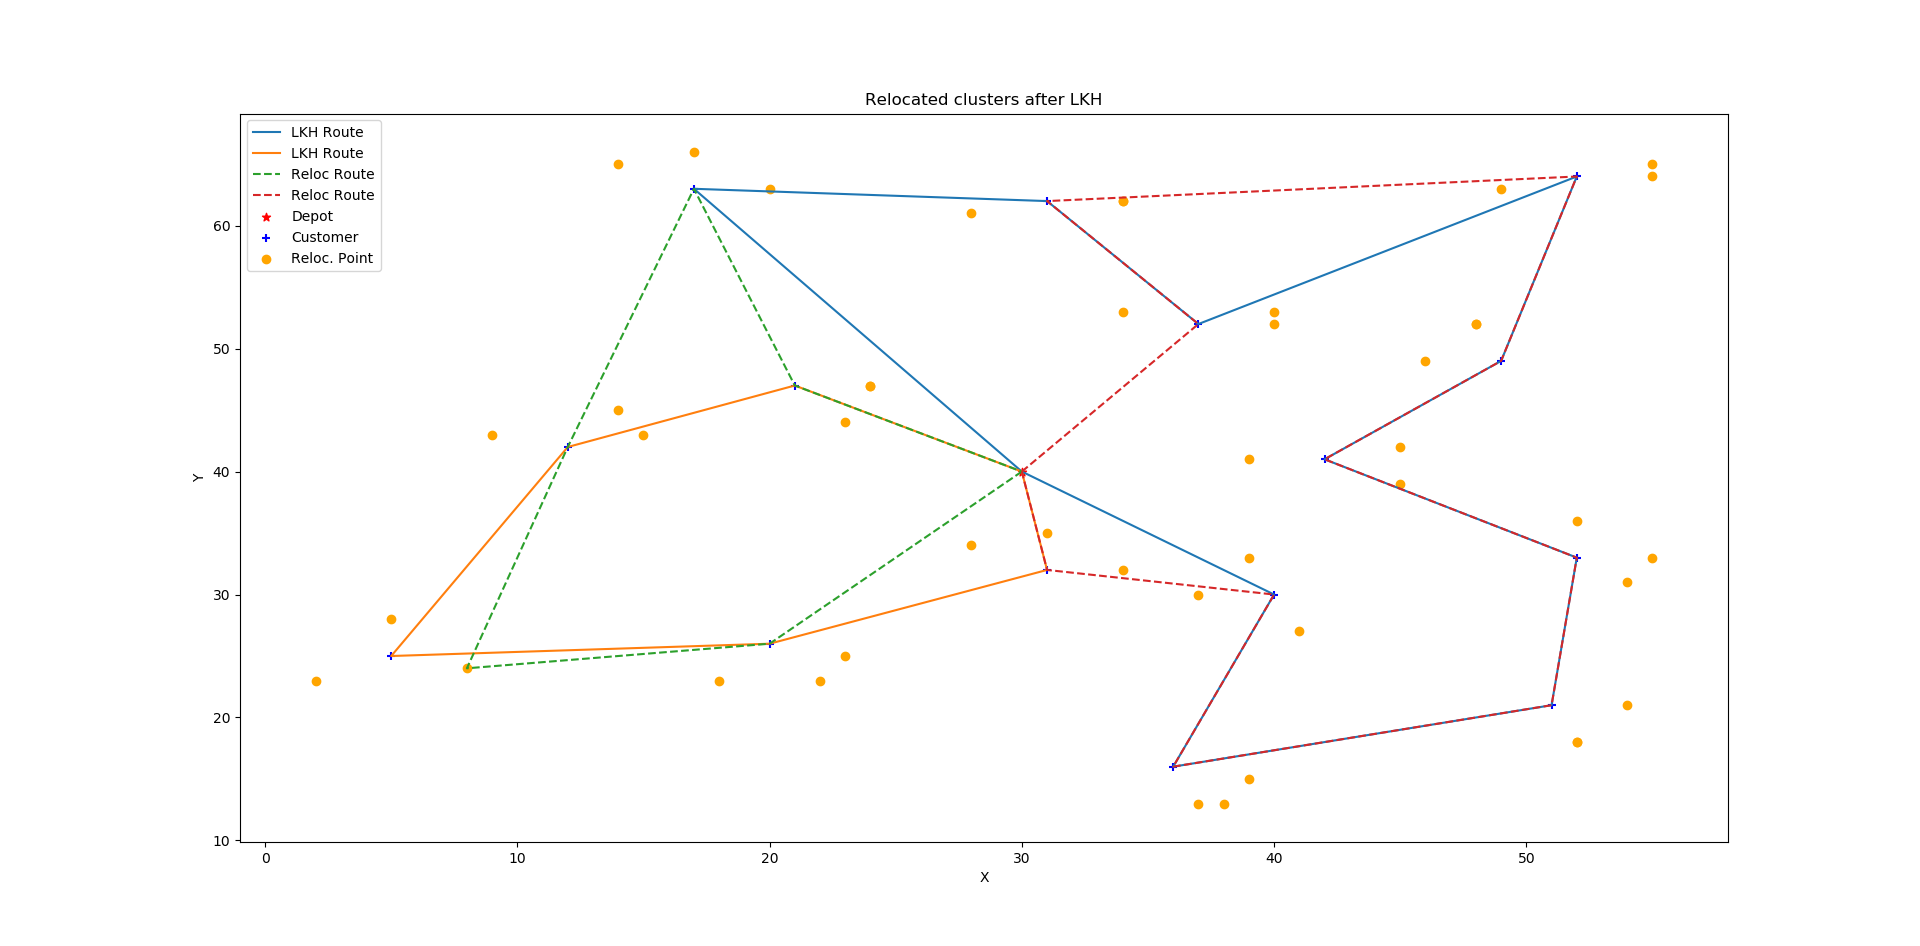 Relocated clusters after LKH
LKH Route
LKH Route
Reloc Route
Reloc Route
Depot
Customer
Reloc. Point
60
50
40
30
20
10
Y
0 10 20 30 40 50
X